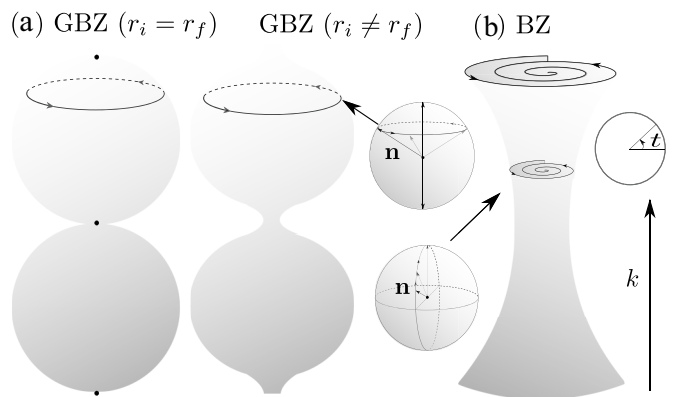 (a) GBZ (r_i = r_f) GBZ (r_i ≠ r_f) (b) BZ
n
t
n
k